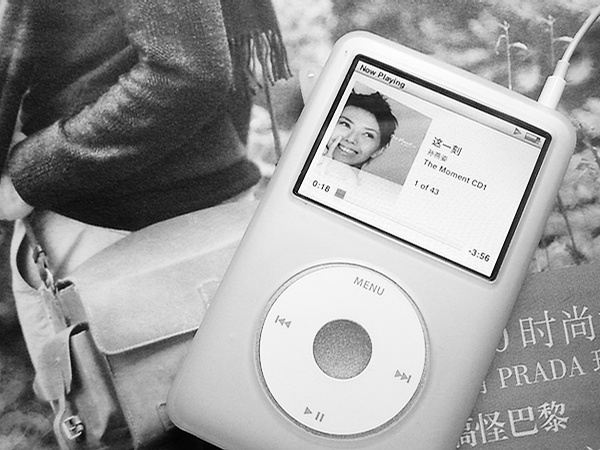 Now Playing
这一刻
孙燕姿
The Moment CD1
1 of 43
0:16
-3:56
MENU
时尚
PRADA
搞怪巴黎